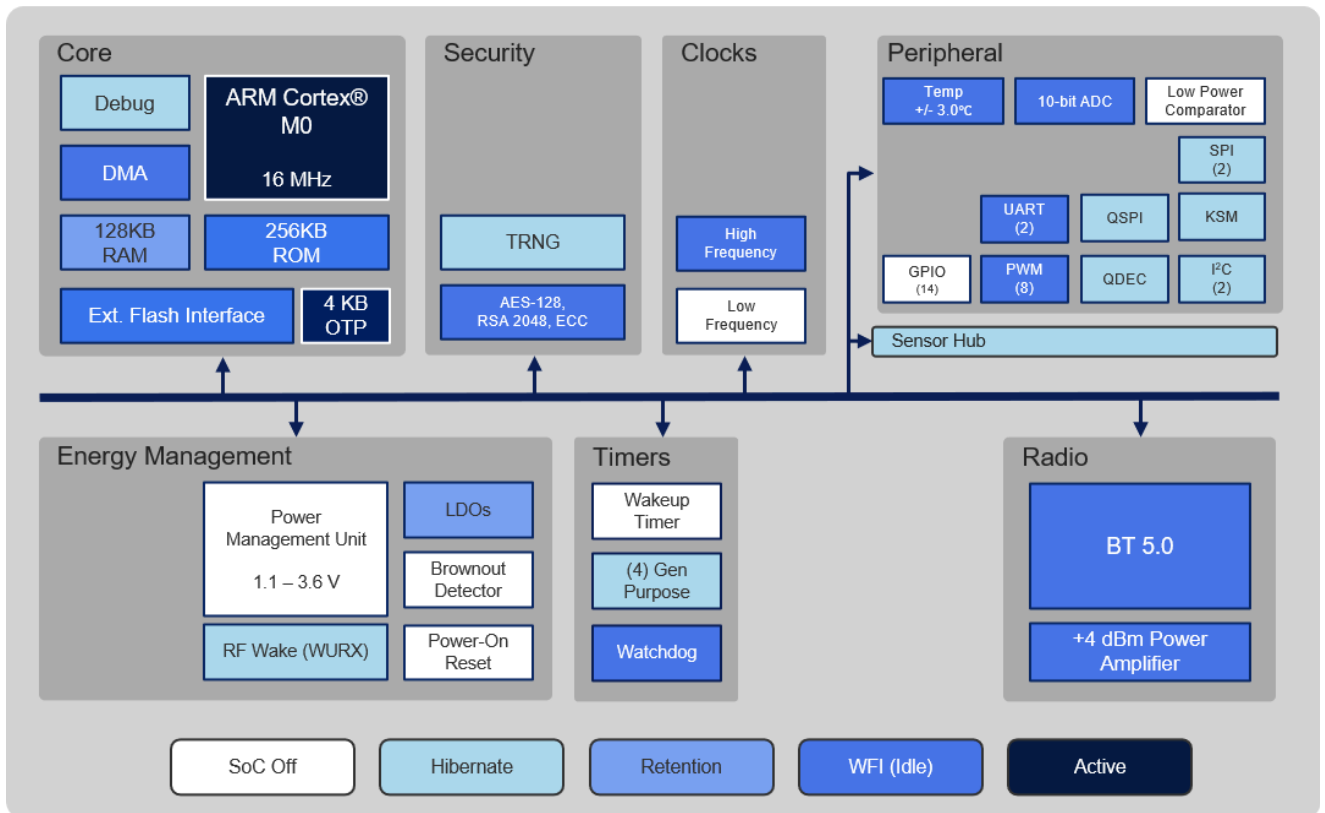 Core
Debug
ARM Cortex®
M0
16 MHz
DMA
128KB
RAM
256KB
ROM
Ext. Flash Interface
4 KB
OTP
Security
TRNG
AES-128,
RSA 2048, ECC
Clocks
High
Frequency
Low
Frequency
Peripheral
Temp
+/- 3.0℃
10-bit ADC
Low Power
Comparator
SPI
(2)
UART
(2)
QSPI
KSM
GPIO
(14)
PWM
(8)
QDEC
I²C
(2)
Sensor Hub
Energy Management
Power
Management Unit
1.1 – 3.6 V
LDOs
Brownout
Detector
RF Wake (WURX)
Power-On
Reset
Timers
Wakeup
Timer
(4) Gen
Purpose
Watchdog
Radio
BT 5.0
+4 dBm Power
Amplifier
SoC Off
Hibernate
Retention
WFI (Idle)
Active